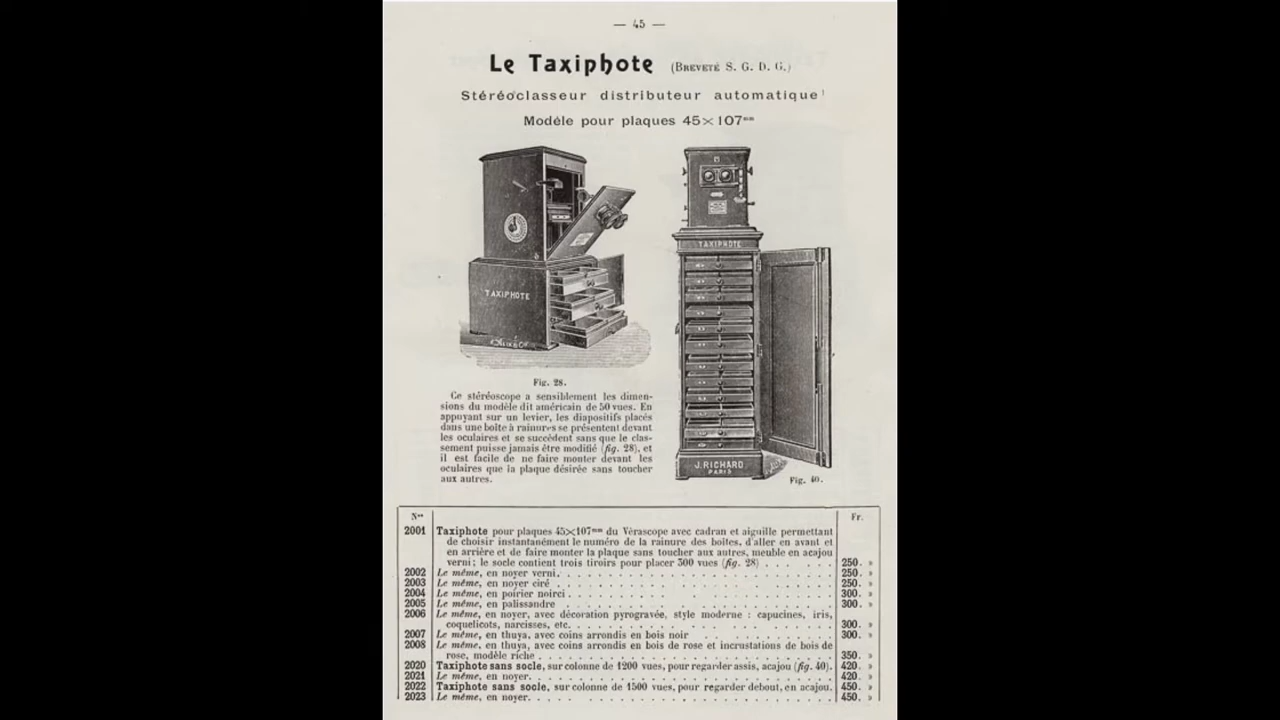 — 45 —
Le Taxiphote (BREVETÉ S. G. D. G.)
Stéréoclasseur distributeur automatique
Modèle pour plaques 45×107mm
TAXIPHOTE
Fig. 28.
Ce stéréoscope a sensiblement les dimen-
sions du modèle dit américain de 50 vues. En
appuyant sur un levier, les diapositifs placés
dans une boîte à rainures se présentent devant
les oculaires et se succèdent sans que le clas-
sement puisse jamais être modifié (fig. 28), et
il est facile de ne faire monter devant les
oculaires que la plaque désirée sans toucher
aux autres.
TAXIPHOTE
J. RICHARD
PARIS
Fig. 40.
Nos Fr.
2001 Taxiphote pour plaques 45×107mm du Vérascope avec cadran et aiguille permettant
de choisir instantanément le numéro de la rainure des boîtes, d'aller en avant et
en arrière et de faire monter la plaque sans toucher aux autres, meuble en acajou
verni; le socle contient trois tiroirs pour placer 300 vues (fig. 28) . . . . . 250. »
2002 Le même, en noyer verni. . . . . 250. »
2003 Le même, en noyer ciré . . . . . 250. »
2004 Le même, en poirier noirci . . . . . 300. »
2005 Le même, en palissandre . . . . . 300. »
2006 Le même, en noyer, avec décoration pyrogravée, style moderne : capucines, iris,
coquelicots, narcisses, etc. . . . . 300. »
2007 Le même, en thuya, avec coins arrondis en bois noir . . . . . 300. »
2008 Le même, en thuya, avec coins arrondis en bois de rose et incrustations de bois de
rose, modèle riche . . . . . 350. »
2020 Taxiphote sans socle, sur colonne de 1200 vues, pour regarder assis, acajou (fig. 40). 420. »
2021 Le même, en noyer. . . . . 420. »
2022 Taxiphote sans socle, sur colonne de 1500 vues, pour regarder debout, en acajou. 450. »
2023 Le même, en noyer. . . . . 450. »